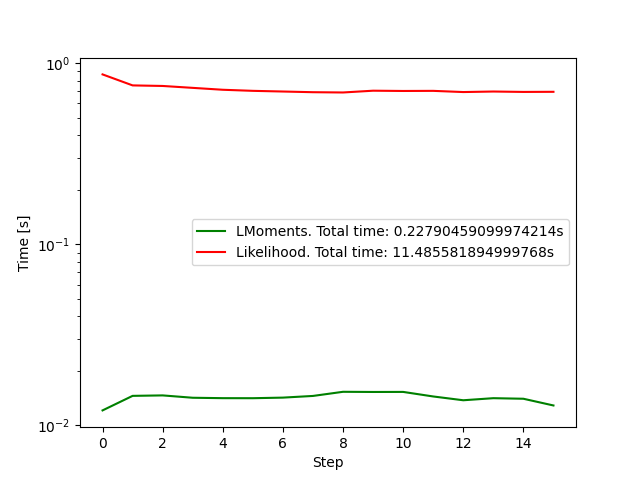 10⁰
10⁻¹
10⁻²
Time [s]
LMoments. Total time: 0.22790459099974214s
Likelihood. Total time: 11.485581894999768s
0 2 4 6 8 10 12 14
Step